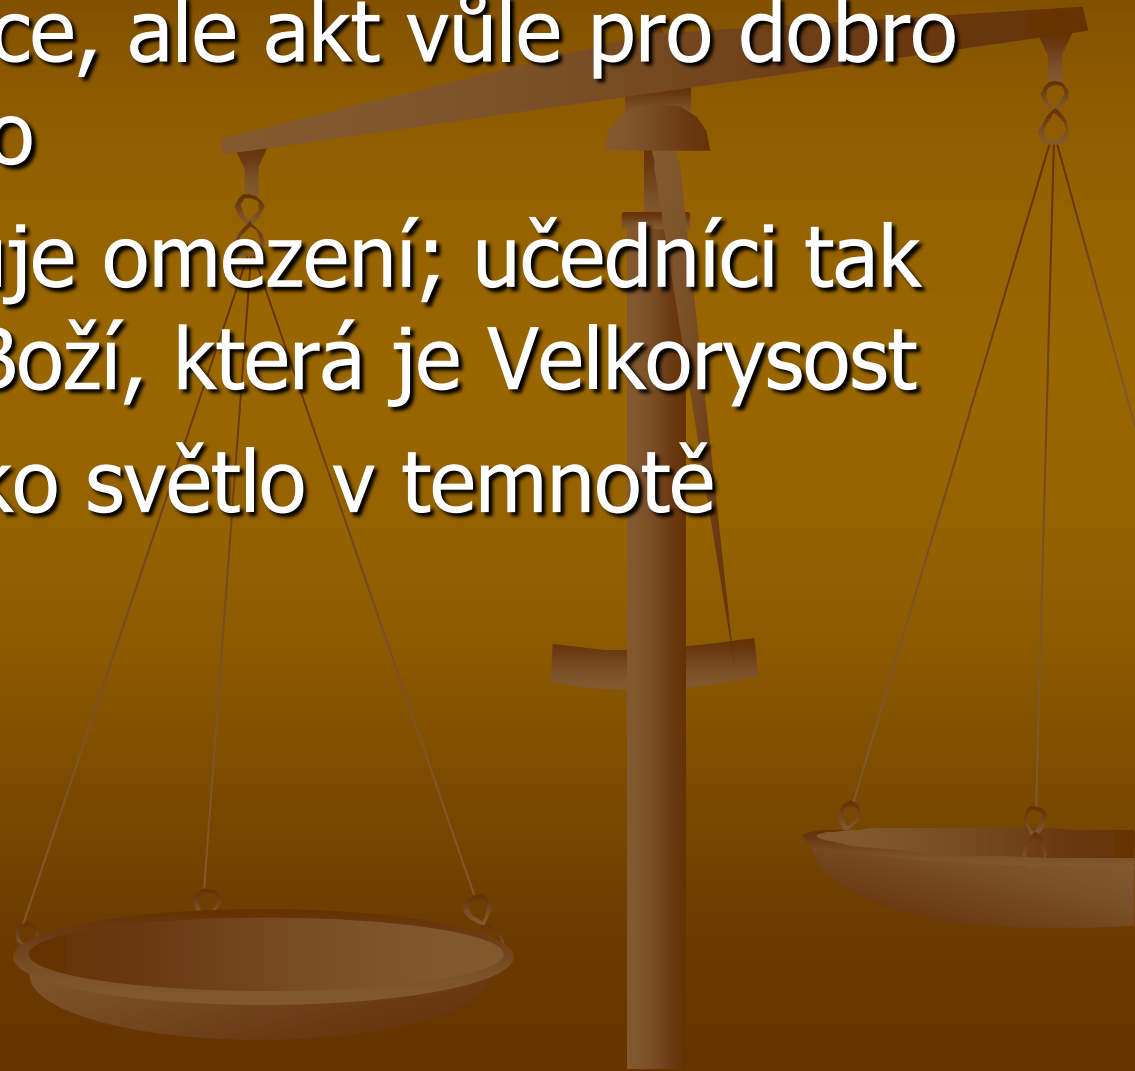 ce, ale akt vůle pro dobro
o
je omezení; učedníci tak
Boží, která je Velkorysost
ko světlo v temnotě